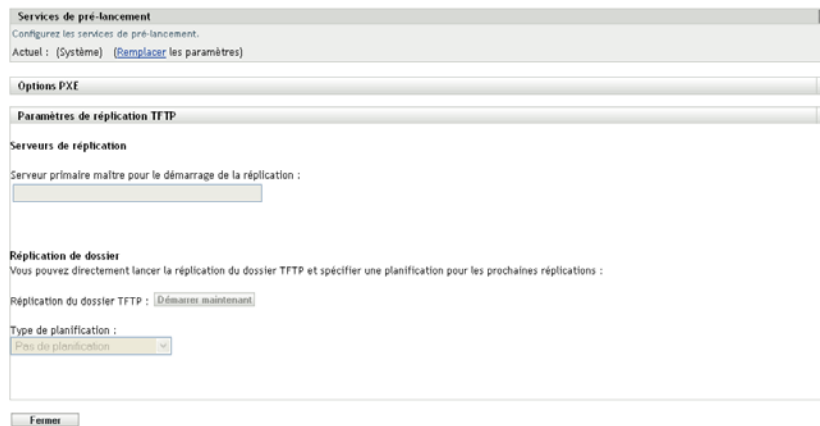 Services de pré-lancement
Configurez les services de pré-lancement.
Actuel : (Système) (Remplacer les paramètres)
Options PXE
Paramètres de réplication TFTP
Serveurs de réplication
Serveur primaire maître pour le démarrage de la réplication :
Réplication de dossier
Vous pouvez directement lancer la réplication du dossier TFTP et spécifier une planification pour les prochaines réplications :
Réplication du dossier TFTP : Démarrer maintenant
Type de planification :
Pas de planification
Fermer